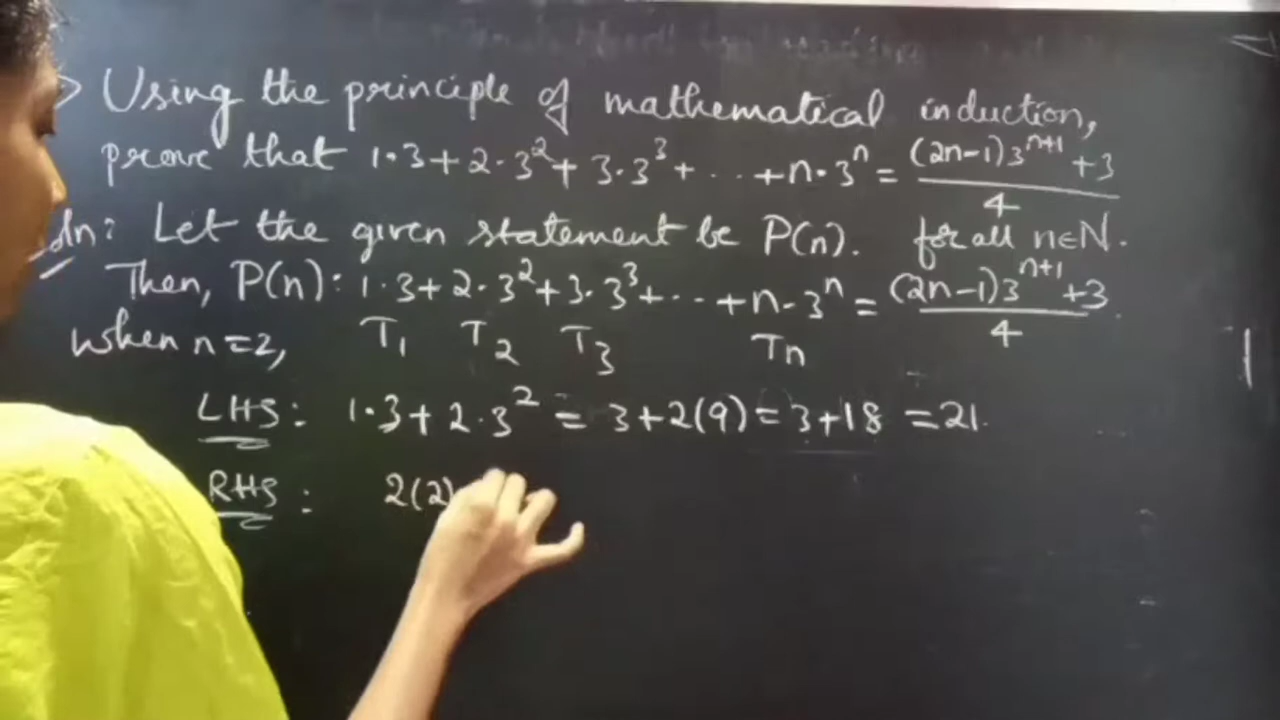 Using the principle of mathematical induction,
prove that 1·3+2·3²+3·3³+...+n·3ⁿ = (2n-1)3ⁿ⁺¹+3/4
Let the given statement be P(n). for all n∈N.
Then, P(n): 1·3+2·3²+3·3³+...+n·3ⁿ = (2n-1)3ⁿ⁺¹+3/4
when n=2, T₁ T₂ T₃ Tn
LHS: 1·3+2·3² = 3+2(9) = 3+18 = 21.
RHS: 2(2)